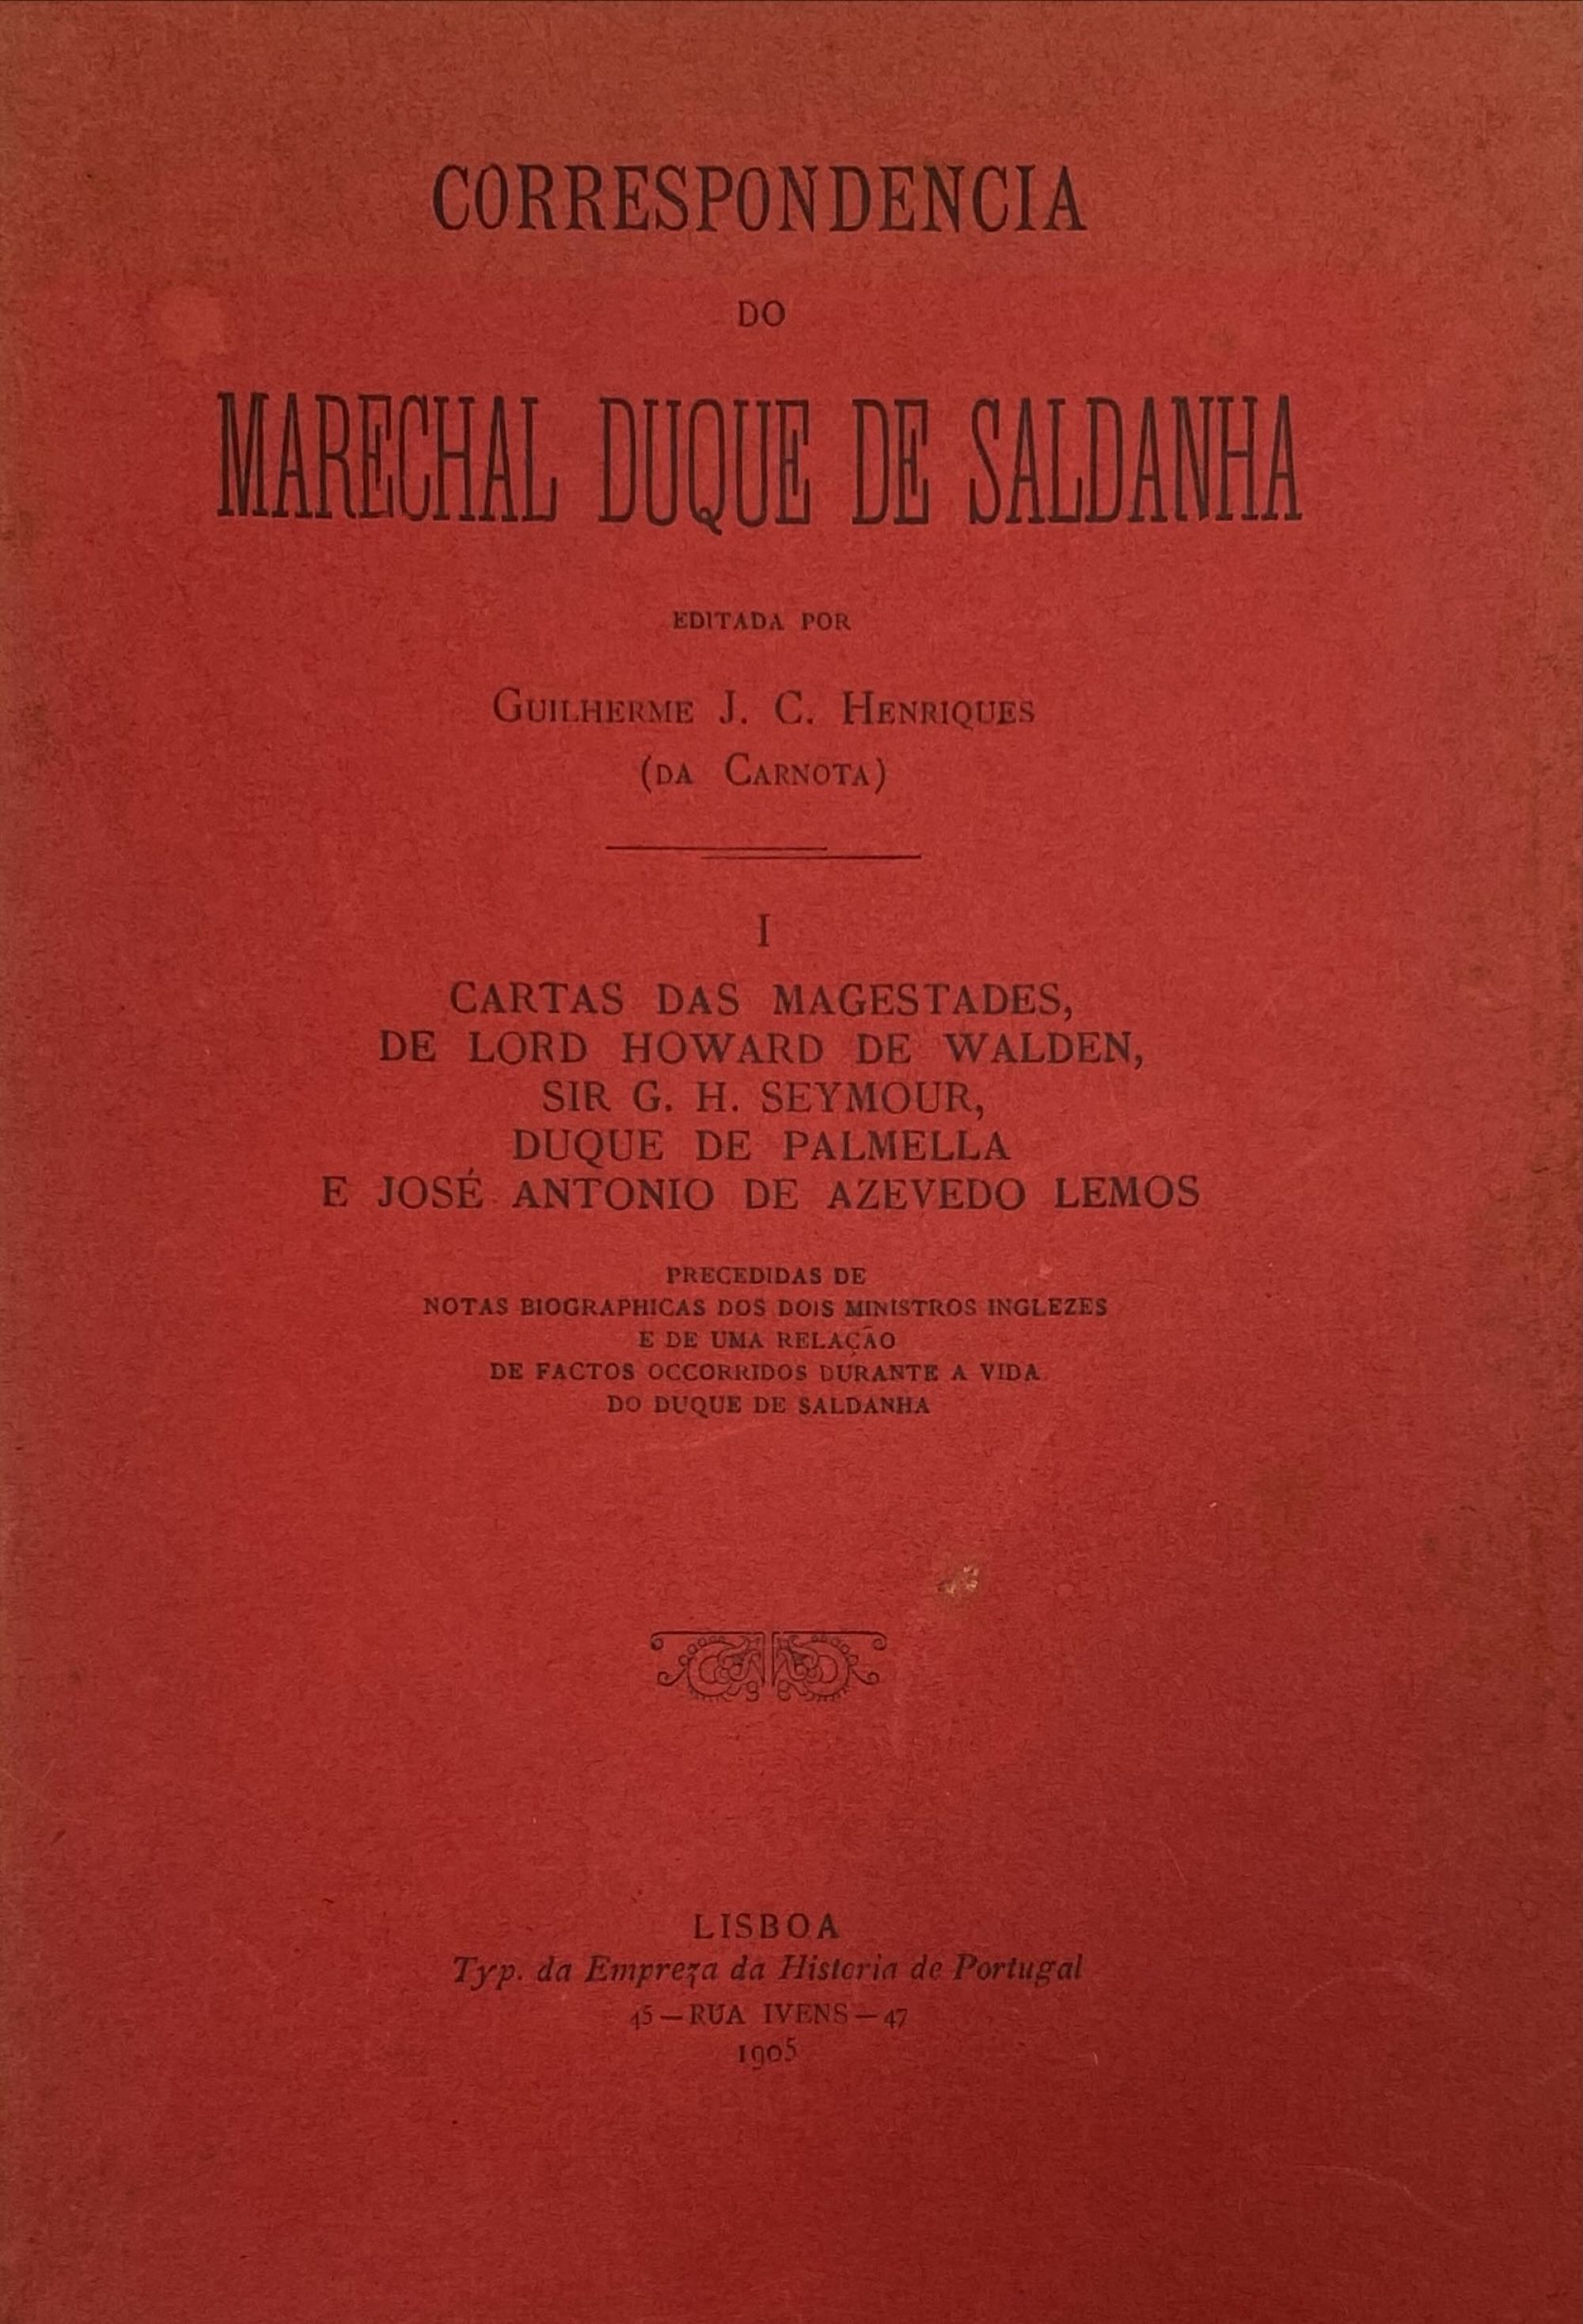 CORRESPONDENCIA
DO
MARECHAL DUQUE DE SALDANHA
EDITADA POR
GUILHERME J. C. HENRIQUES
(DA CARNOTA)
I
CARTAS DAS MAGESTADES,
DE LORD HOWARD DE WALDEN,
SIR G. H. SEYMOUR,
DUQUE DE PALMELLA
E JOSÉ ANTONIO DE AZEVEDO LEMOS
PRECEDIDAS DE
NOTAS BIOGRAPHICAS DOS DOIS MINISTROS INGLEZES
E DE UMA RELAÇÃO
DE FACTOS OCCORRIDOS DURANTE A VIDA
DO DUQUE DE SALDANHA
LISBOA
Typ. da Empreza da Historia de Portugal
45—RUA IVENS—47
1905